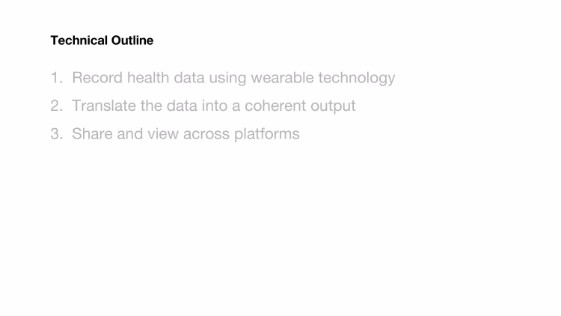 Technical Outline
1. Record health data using wearable technology
2. Translate the data into a coherent output
3. Share and view across platforms